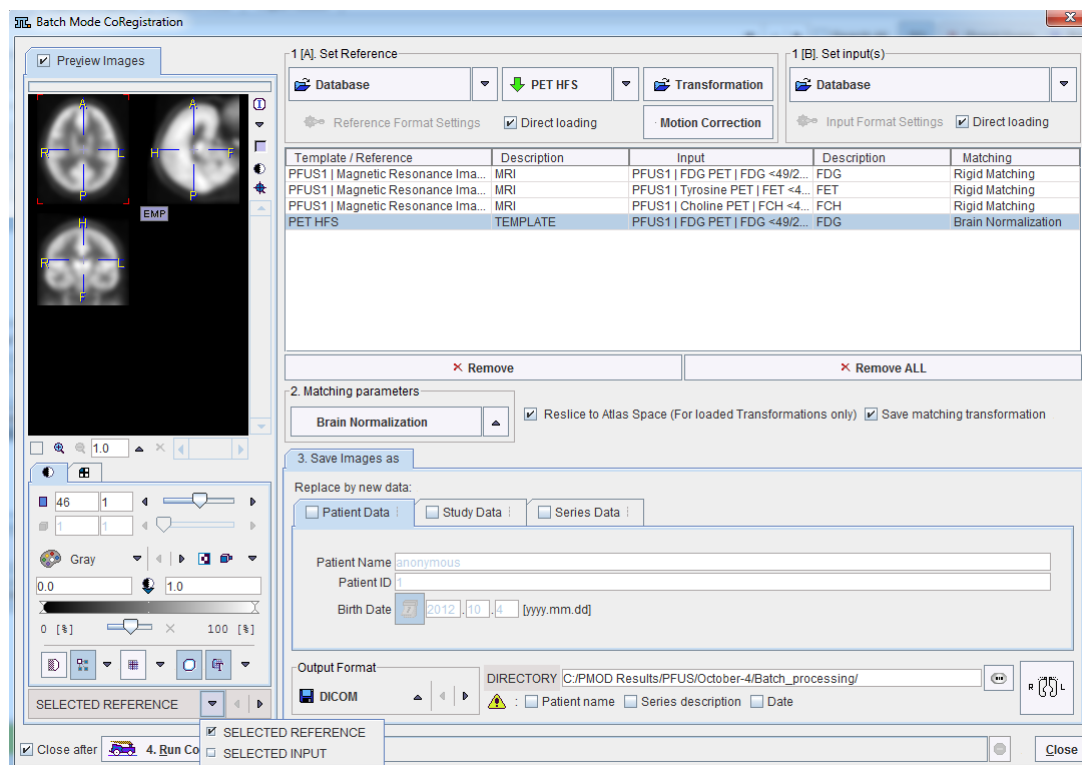 Batch Mode CoRegistration
Preview Images
A
R
L
P
A
H
F
P
EMP
H
R
L
F
1.0
46
1
1
1
Gray
0.0
1.0
0 [%]
100 [%]
SELECTED REFERENCE
1 [A]. Set Reference
Database
PET HFS
Transformation
Reference Format Settings
Direct loading
Motion Correction
1 [B]. Set input(s)
Database
Input Format Settings
Direct loading
Template / Reference Description Input Description Matching
PFUS1 | Magnetic Resonance Ima... MRI PFUS1 | FDG PET | FDG <49/2... FDG Rigid Matching
PFUS1 | Magnetic Resonance Ima... MRI PFUS1 | Tyrosine PET | FET <4... FET Rigid Matching
PFUS1 | Magnetic Resonance Ima... MRI PFUS1 | Choline PET | FCH <4... FCH Rigid Matching
PET HFS TEMPLATE PFUS1 | FDG PET | FDG <49/2... FDG Brain Normalization
Remove
Remove ALL
2. Matching parameters
Brain Normalization
Reslice to Atlas Space (For loaded Transformations only)
Save matching transformation
3. Save Images as
Replace by new data:
Patient Data
Study Data
Series Data
Patient Name anonymous
Patient ID 1
Birth Date 2012 . 10 . 4 [yyyy.mm.dd]
Output Format
DICOM
DIRECTORY C:/PMOD Results/PFUS/October-4/Batch_processing/
: Patient name Series description Date
R L
SELECTED REFERENCE
SELECTED INPUT
Close after
4. Run Co
Close